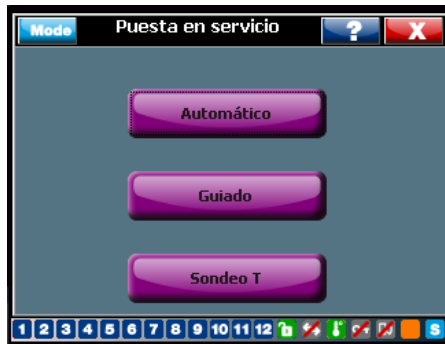 Mode Puesta en servicio ? X
Automático
Guiado
Sondeo T
1 2 3 4 5 6 7 8 9 10 11 12 S